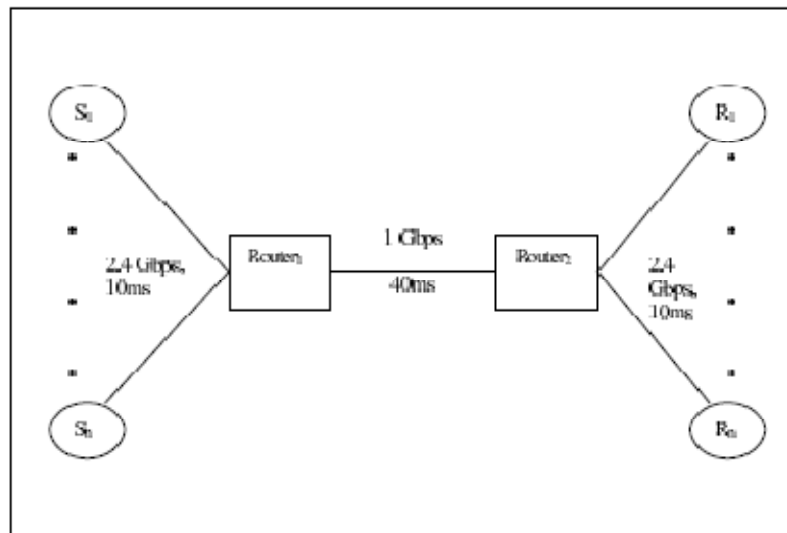 S₁
R₁
Router₁
1 Gbps
40ms
Router₂
2.4 Gbps,
10ms
2.4
Gbps,
10ms
Sₙ
Rₙ